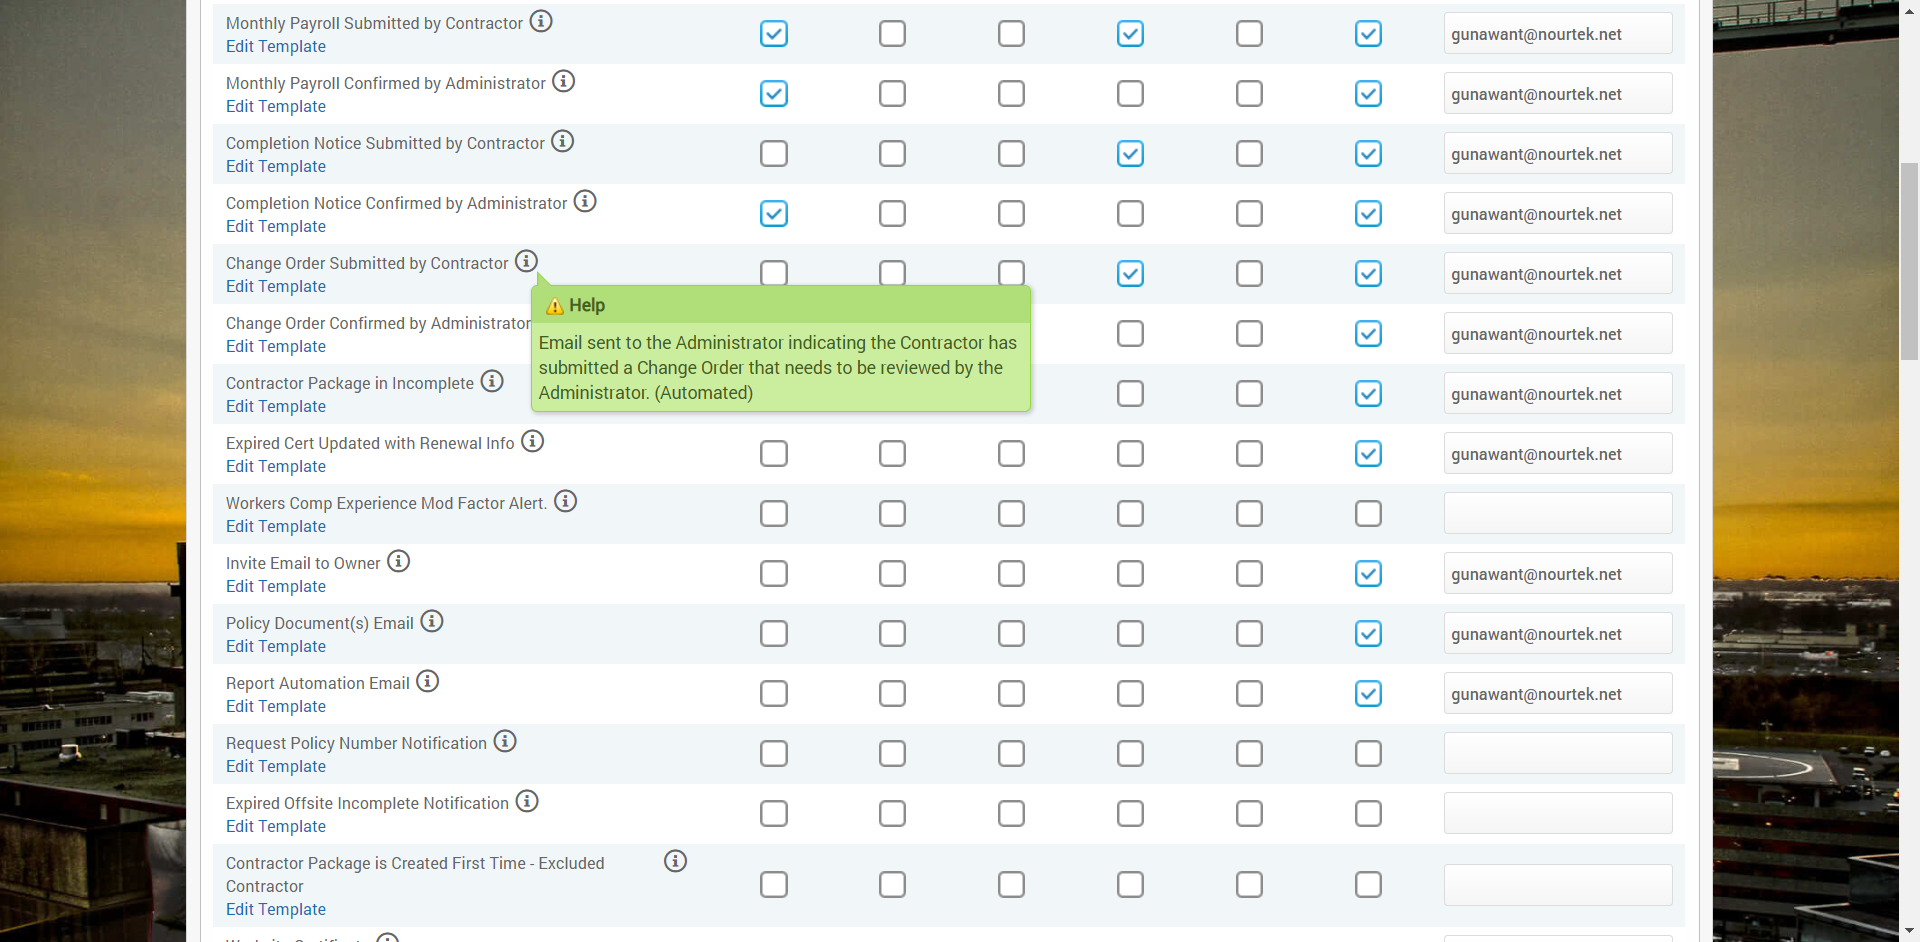 Monthly Payroll Submitted by Contractor
Edit Template
gunawant@nourtek.net
Monthly Payroll Confirmed by Administrator
Edit Template
gunawant@nourtek.net
Completion Notice Submitted by Contractor
Edit Template
gunawant@nourtek.net
Completion Notice Confirmed by Administrator
Edit Template
gunawant@nourtek.net
Change Order Submitted by Contractor
Edit Template
gunawant@nourtek.net
Help
Email sent to the Administrator indicating the Contractor has
submitted a Change Order that needs to be reviewed by the
Administrator. (Automated)
Change Order Confirmed by Administrator
Edit Template
gunawant@nourtek.net
Contractor Package in Incomplete
Edit Template
gunawant@nourtek.net
Expired Cert Updated with Renewal Info
Edit Template
gunawant@nourtek.net
Workers Comp Experience Mod Factor Alert.
Edit Template
Invite Email to Owner
Edit Template
gunawant@nourtek.net
Policy Document(s) Email
Edit Template
gunawant@nourtek.net
Report Automation Email
Edit Template
gunawant@nourtek.net
Request Policy Number Notification
Edit Template
Expired Offsite Incomplete Notification
Edit Template
Contractor Package is Created First Time - Excluded
Contractor
Edit Template